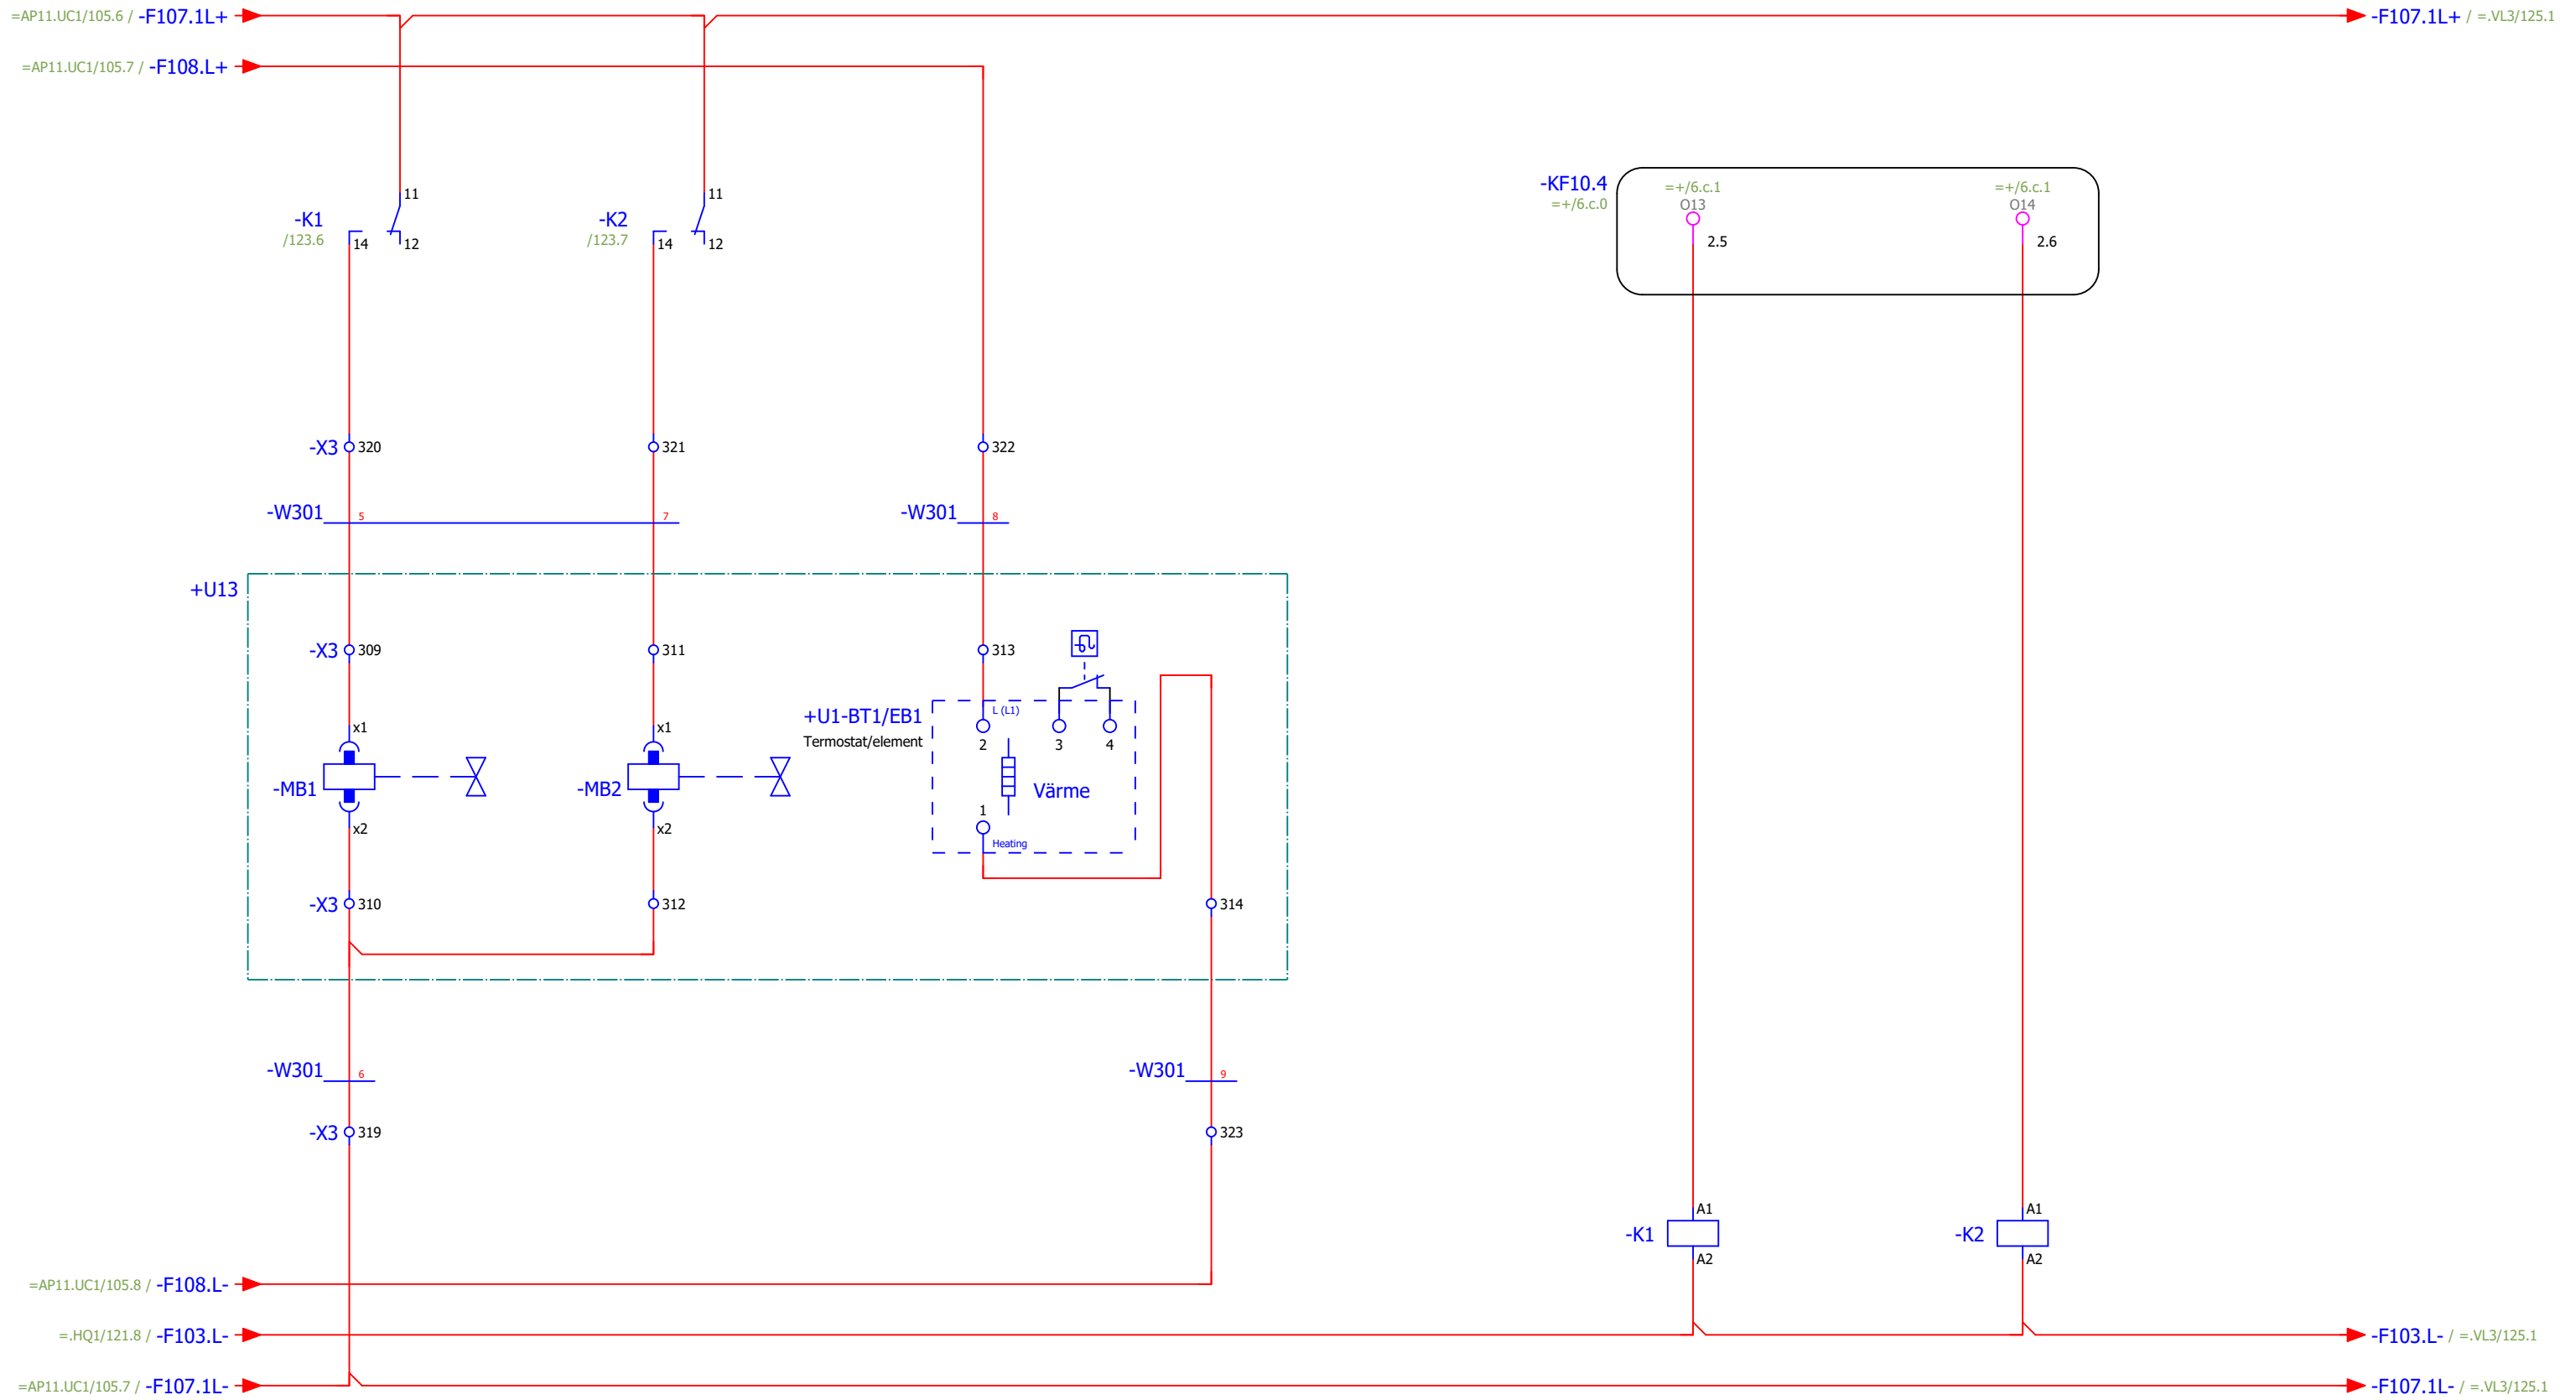 =AP11.UC1/105.6 / -F107.1L+
-F107.1L+ / =.VL3/125.1
=AP11.UC1/105.7 / -F108.L+
-K1
/123.6
11
14
12
-K2
/123.7
11
14
12
-KF10.4
=+/6.c.0
=+/6.c.1
O13
2.5
=+/6.c.1
O14
2.6
-X3
320
321
322
-W301
5
7
-W301
8
+U13
-X3
309
311
313
+U1-BT1/EB1
Termostat/element
L (L1)
2
3
4
Värme
1
Heating
x1
-MB1
x2
x1
-MB2
x2
-X3
310
312
314
-W301
6
-W301
9
-X3
319
323
-K1
A1
A2
-K2
A1
A2
=AP11.UC1/105.8 / -F108.L-
=.HQ1/121.8 / -F103.L-
-F103.L- / =.VL3/125.1
=AP11.UC1/105.7 / -F107.1L-
-F107.1L- / =.VL3/125.1